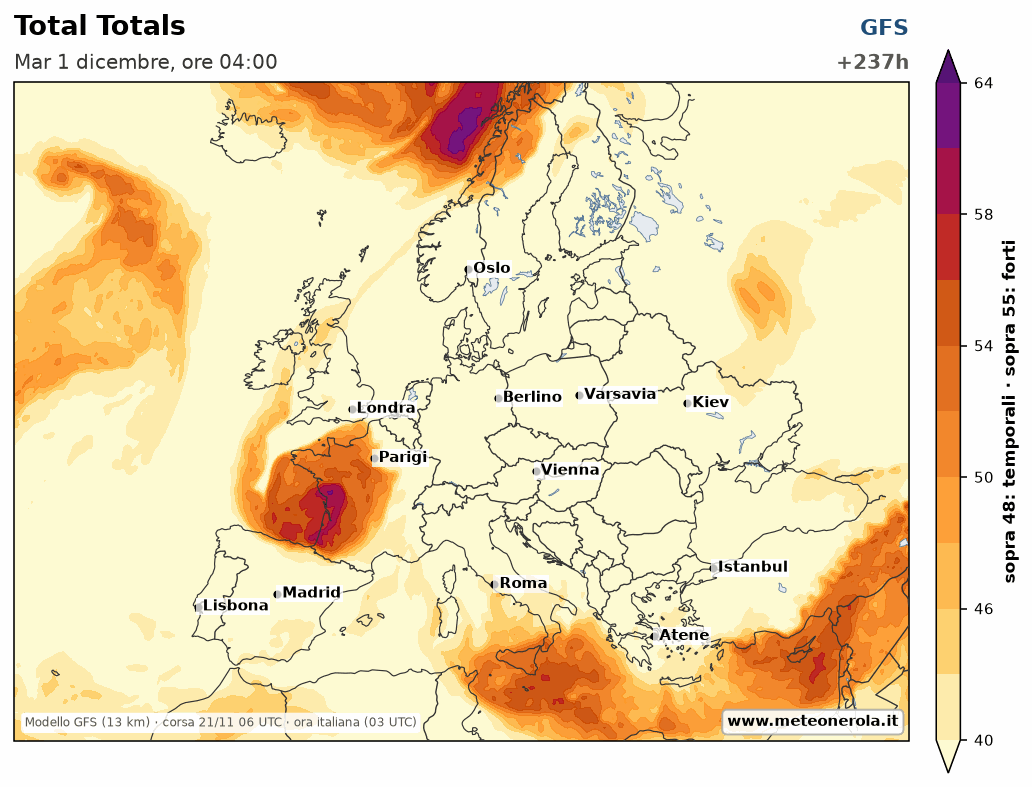 Total Totals
GFS
Mar 1 dicembre, ore 04:00
+237h
64
58
54
50
46
40
sopra 48: temporali · sopra 55: forti
Oslo
Londra
Berlino
Varsavia
Kiev
Parigi
Vienna
Istanbul
Roma
Madrid
Lisbona
Atene
Modello GFS (13 km) · corsa 21/11 06 UTC · ora italiana (03 UTC)
www.meteonerola.it